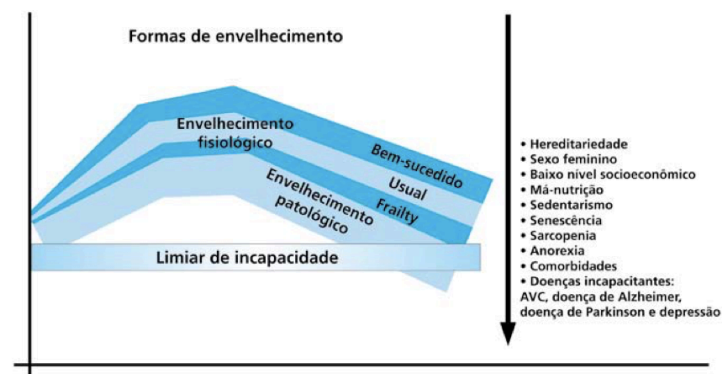 Formas de envelhecimento
Envelhecimento
fisiológico
Bem-sucedido
Usual
Frailty
Envelhecimento
patológico
Limiar de incapacidade
• Hereditariedade
• Sexo feminino
• Baixo nível socioeconômico
• Má-nutrição
• Sedentarismo
• Senescência
• Sarcopenia
• Anorexia
• Comorbidades
• Doenças incapacitantes:
AVC, doença de Alzheimer,
doença de Parkinson e depressão